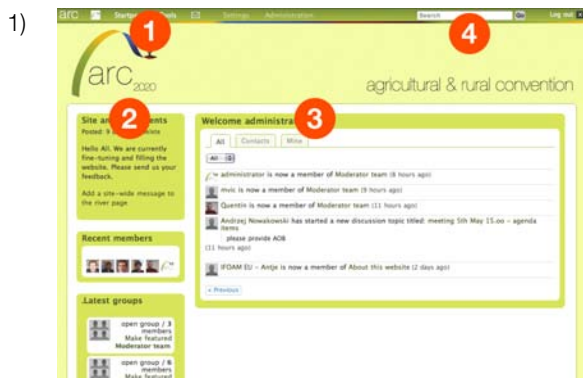 1)
arc Tools Settings Administration Search Go Log out
1
4
arc 2020
agricultural & rural convention
2
3
Site an ents
Posted: 9
Hello All. We are currently
fine-tuning and filling the
website. Please send us your
feedback.
Add a site-wide message to
the river page
Recent members
.Latest groups
open group / 3
members
Make featured
Moderator team
open group / 6
members
Make featured
Welcome administra
All Contacts Mine
All
administrator is now a member of Moderator team (8 hours ago)
mvic is now a member of Moderator team (9 hours ago)
Quentin is now a member of Moderator team (11 hours ago)
Andrzej Nowakowski has started a new discussion topic titled: meeting 5th May 15.oo - agenda
items
please provide AOB
(11 hours ago)
IFOAM EU - Antje is now a member of About this website (2 days ago)
< Previous